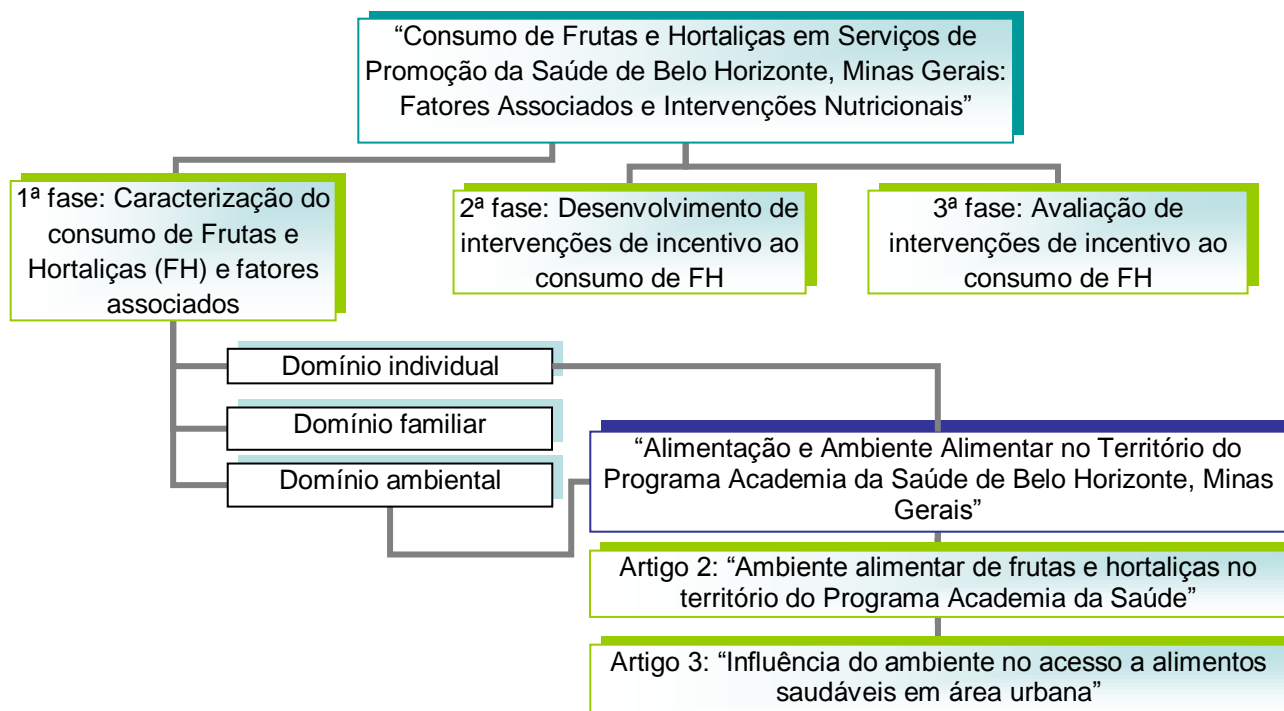 “Consumo de Frutas e Hortaliças em Serviços de
Promoção da Saúde de Belo Horizonte, Minas Gerais:
Fatores Associados e Intervenções Nutricionais”
1ª fase: Caracterização do
consumo de Frutas e
Hortaliças (FH) e fatores
associados
2ª fase: Desenvolvimento de
intervenções de incentivo ao
consumo de FH
3ª fase: Avaliação de
intervenções de incentivo ao
consumo de FH
Domínio individual
Domínio familiar
Domínio ambiental
“Alimentação e Ambiente Alimentar no Território do
Programa Academia da Saúde de Belo Horizonte, Minas
Gerais”
Artigo 2: “Ambiente alimentar de frutas e hortaliças no
território do Programa Academia da Saúde”
Artigo 3: “Influência do ambiente no acesso a alimentos
saudáveis em área urbana”